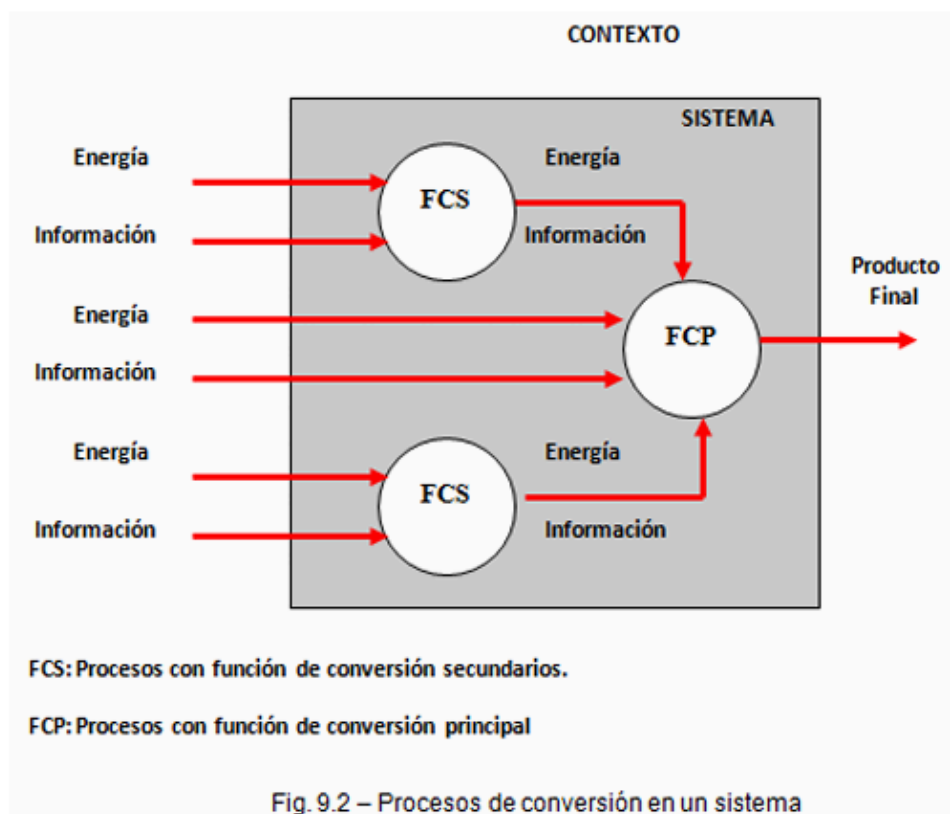 CONTEXTO
SISTEMA
Energía
Energía
FCS
Información
Información
Producto
Final
Energía
FCP
Información
Energía
Energía
FCS
Información
Información
FCS: Procesos con función de conversión secundarios.
FCP: Procesos con función de conversión principal
Fig. 9.2 – Procesos de conversión en un sistema